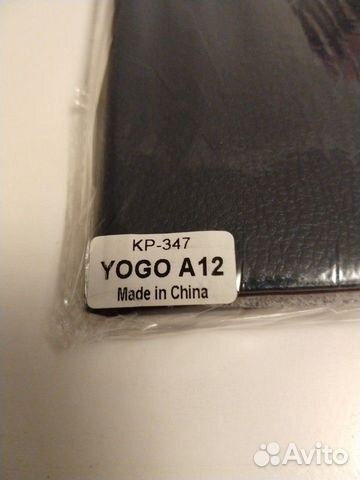 KP-347
YOGO A12
Made in China
Avito